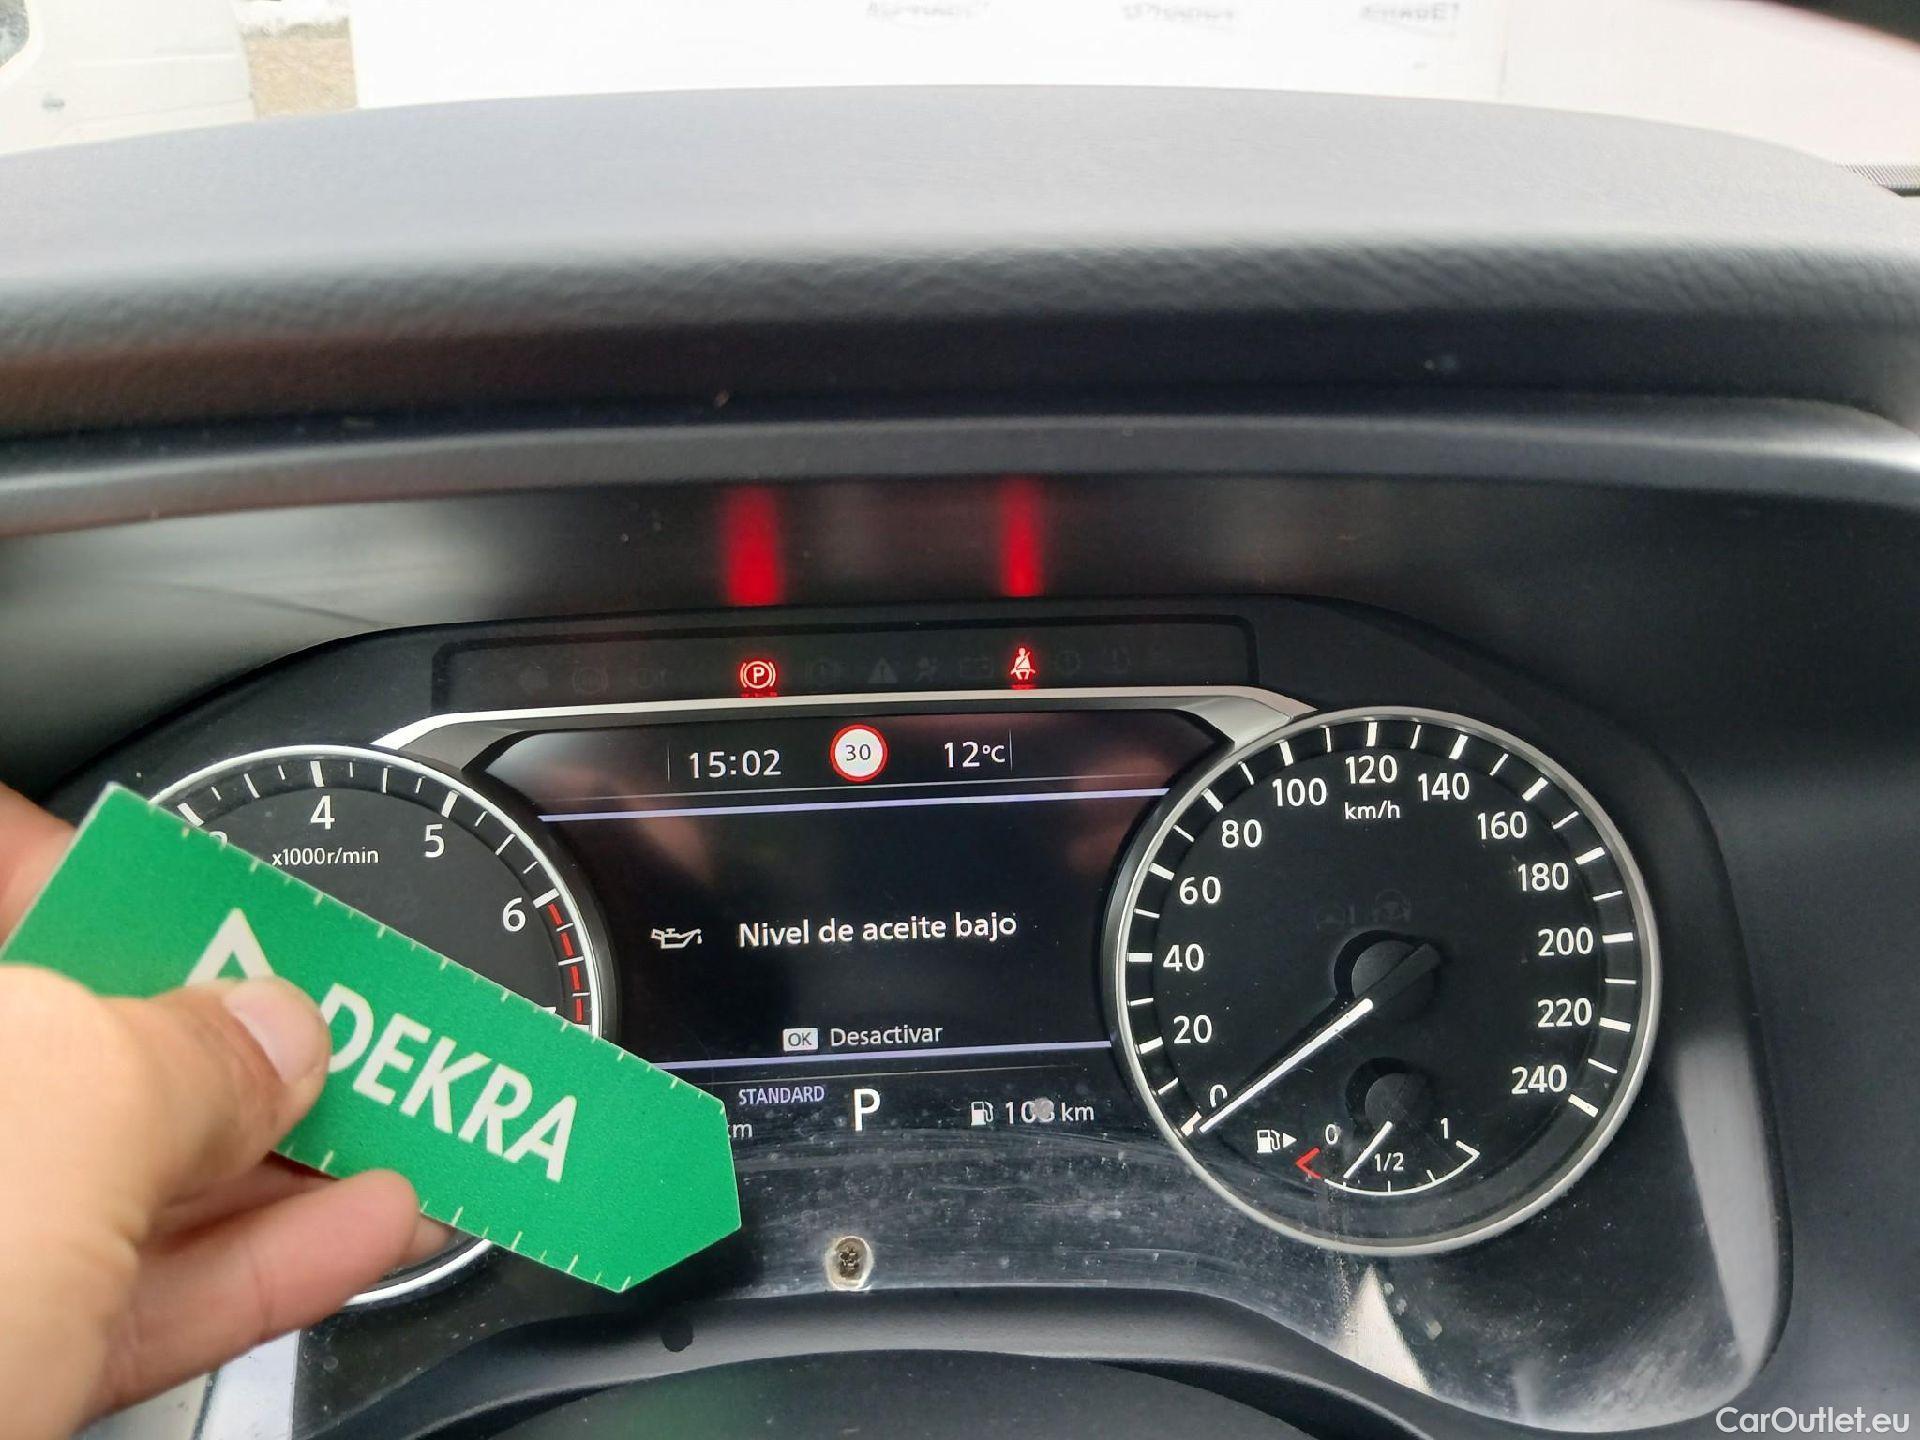 P
15:02
30
12°C
4
5
6
x1000r/min
Nivel de aceite bajo
OK Desactivar
STANDARD
P
km
km
0
20
40
60
80
100
120
140
160
180
200
220
240
km/h
0
1/2
1
DEKRA
CarOutlet.eu